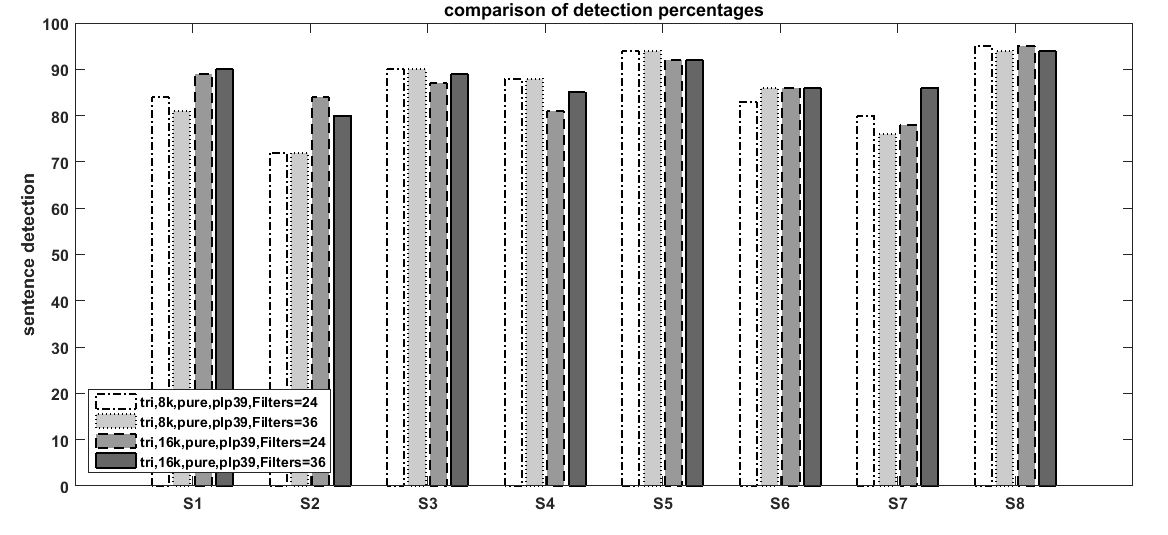 comparison of detection percentages
100
90
80
70
60
50
40
30
20
10
0
sentence detection
tri,8k,pure,plp39,Filters=24
tri,8k,pure,plp39,Filters=36
tri,16k,pure,plp39,Filters=24
tri,16k,pure,plp39,Filters=36
S1 S2 S3 S4 S5 S6 S7 S8